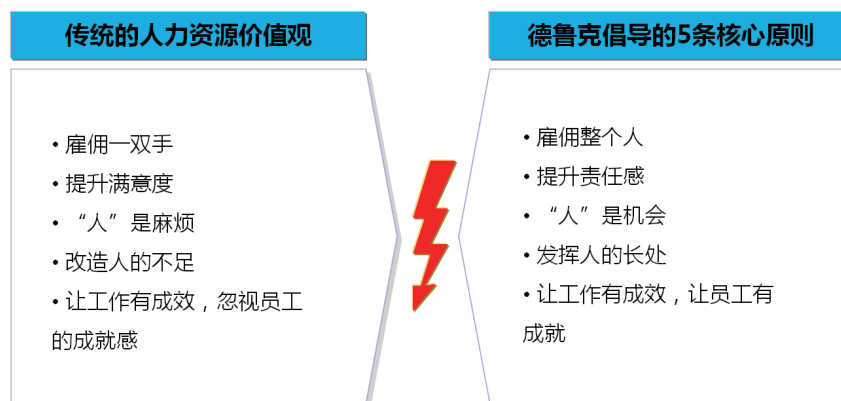 传统的人力资源价值观
• 雇佣一双手
• 提升满意度
• “人”是麻烦
• 改造人的不足
• 让工作有成效，忽视员工
的成就感
德鲁克倡导的5条核心原则
• 雇佣整个人
• 提升责任感
• “人”是机会
• 发挥人的长处
• 让工作有成效，让员工有
成就